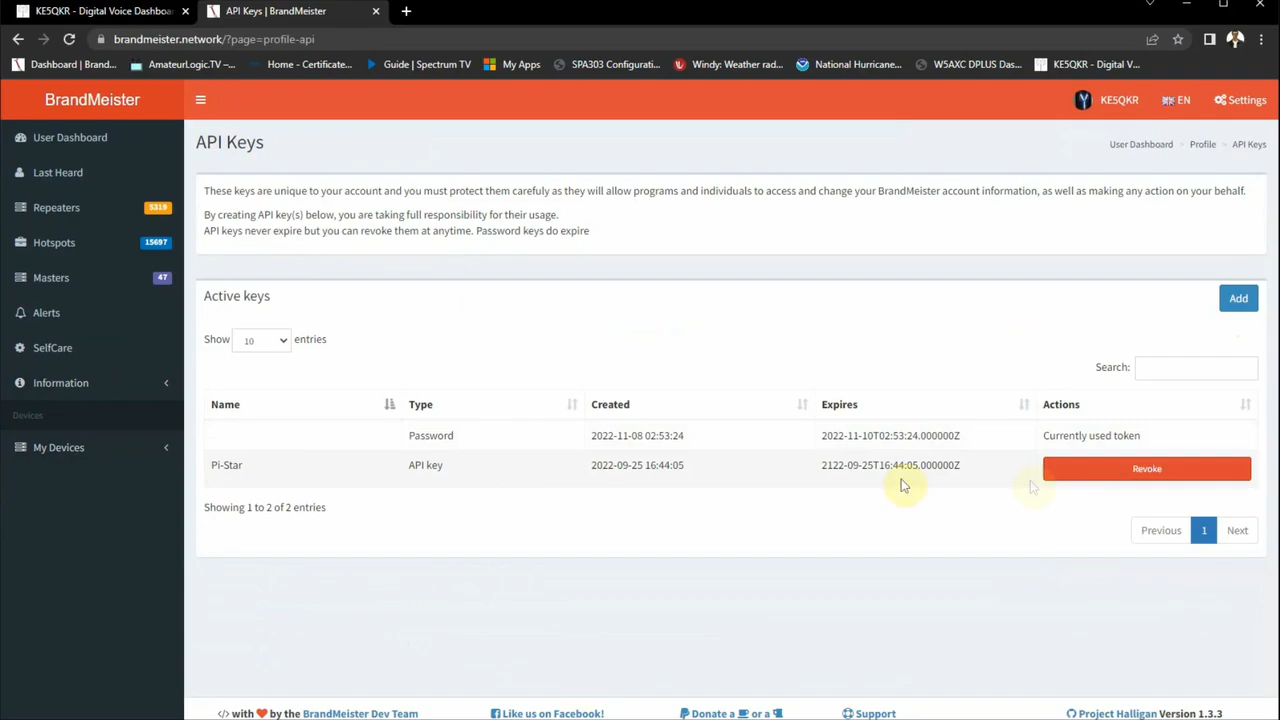 KE5QKR - Digital Voice Dashboa
API Keys | BrandMeister
brandmeister.network/?page=profile-api
Dashboard | Brand...
AmateurLogic.TV –...
Home - Certificate...
Guide | Spectrum TV
My Apps
SPA303 Configurati...
Windy: Weather rad...
National Hurricane...
W5AXC DPLUS Das...
KE5QKR - Digital V...
BrandMeister
KE5QKR
EN
Settings
User Dashboard
Last Heard
Repeaters 5319
Hotspots 15697
Masters 47
Alerts
SelfCare
Information
Devices
My Devices
API Keys
User Dashboard > Profile > API Keys
These keys are unique to your account and you must protect them carefuly as they will allow programs and individuals to access and change your BrandMeister account information, as well as making any action on your behalf.
By creating API key(s) below, you are taking full responsibility for their usage.
API keys never expire but you can revoke them at anytime. Password keys do expire
Active keys
Add
Show 10 entries
Search:
Name Type Created Expires Actions
Password 2022-11-08 02:53:24 2022-11-10T02:53:24.000000Z Currently used token
Pi-Star API key 2022-09-25 16:44:05 2122-09-25T16:44:05.000000Z Revoke
Showing 1 to 2 of 2 entries
Previous 1 Next
</> with ❤ by the BrandMeister Dev Team
Like us on Facebook!
Donate a or a
Support
Project Halligan Version 1.3.3